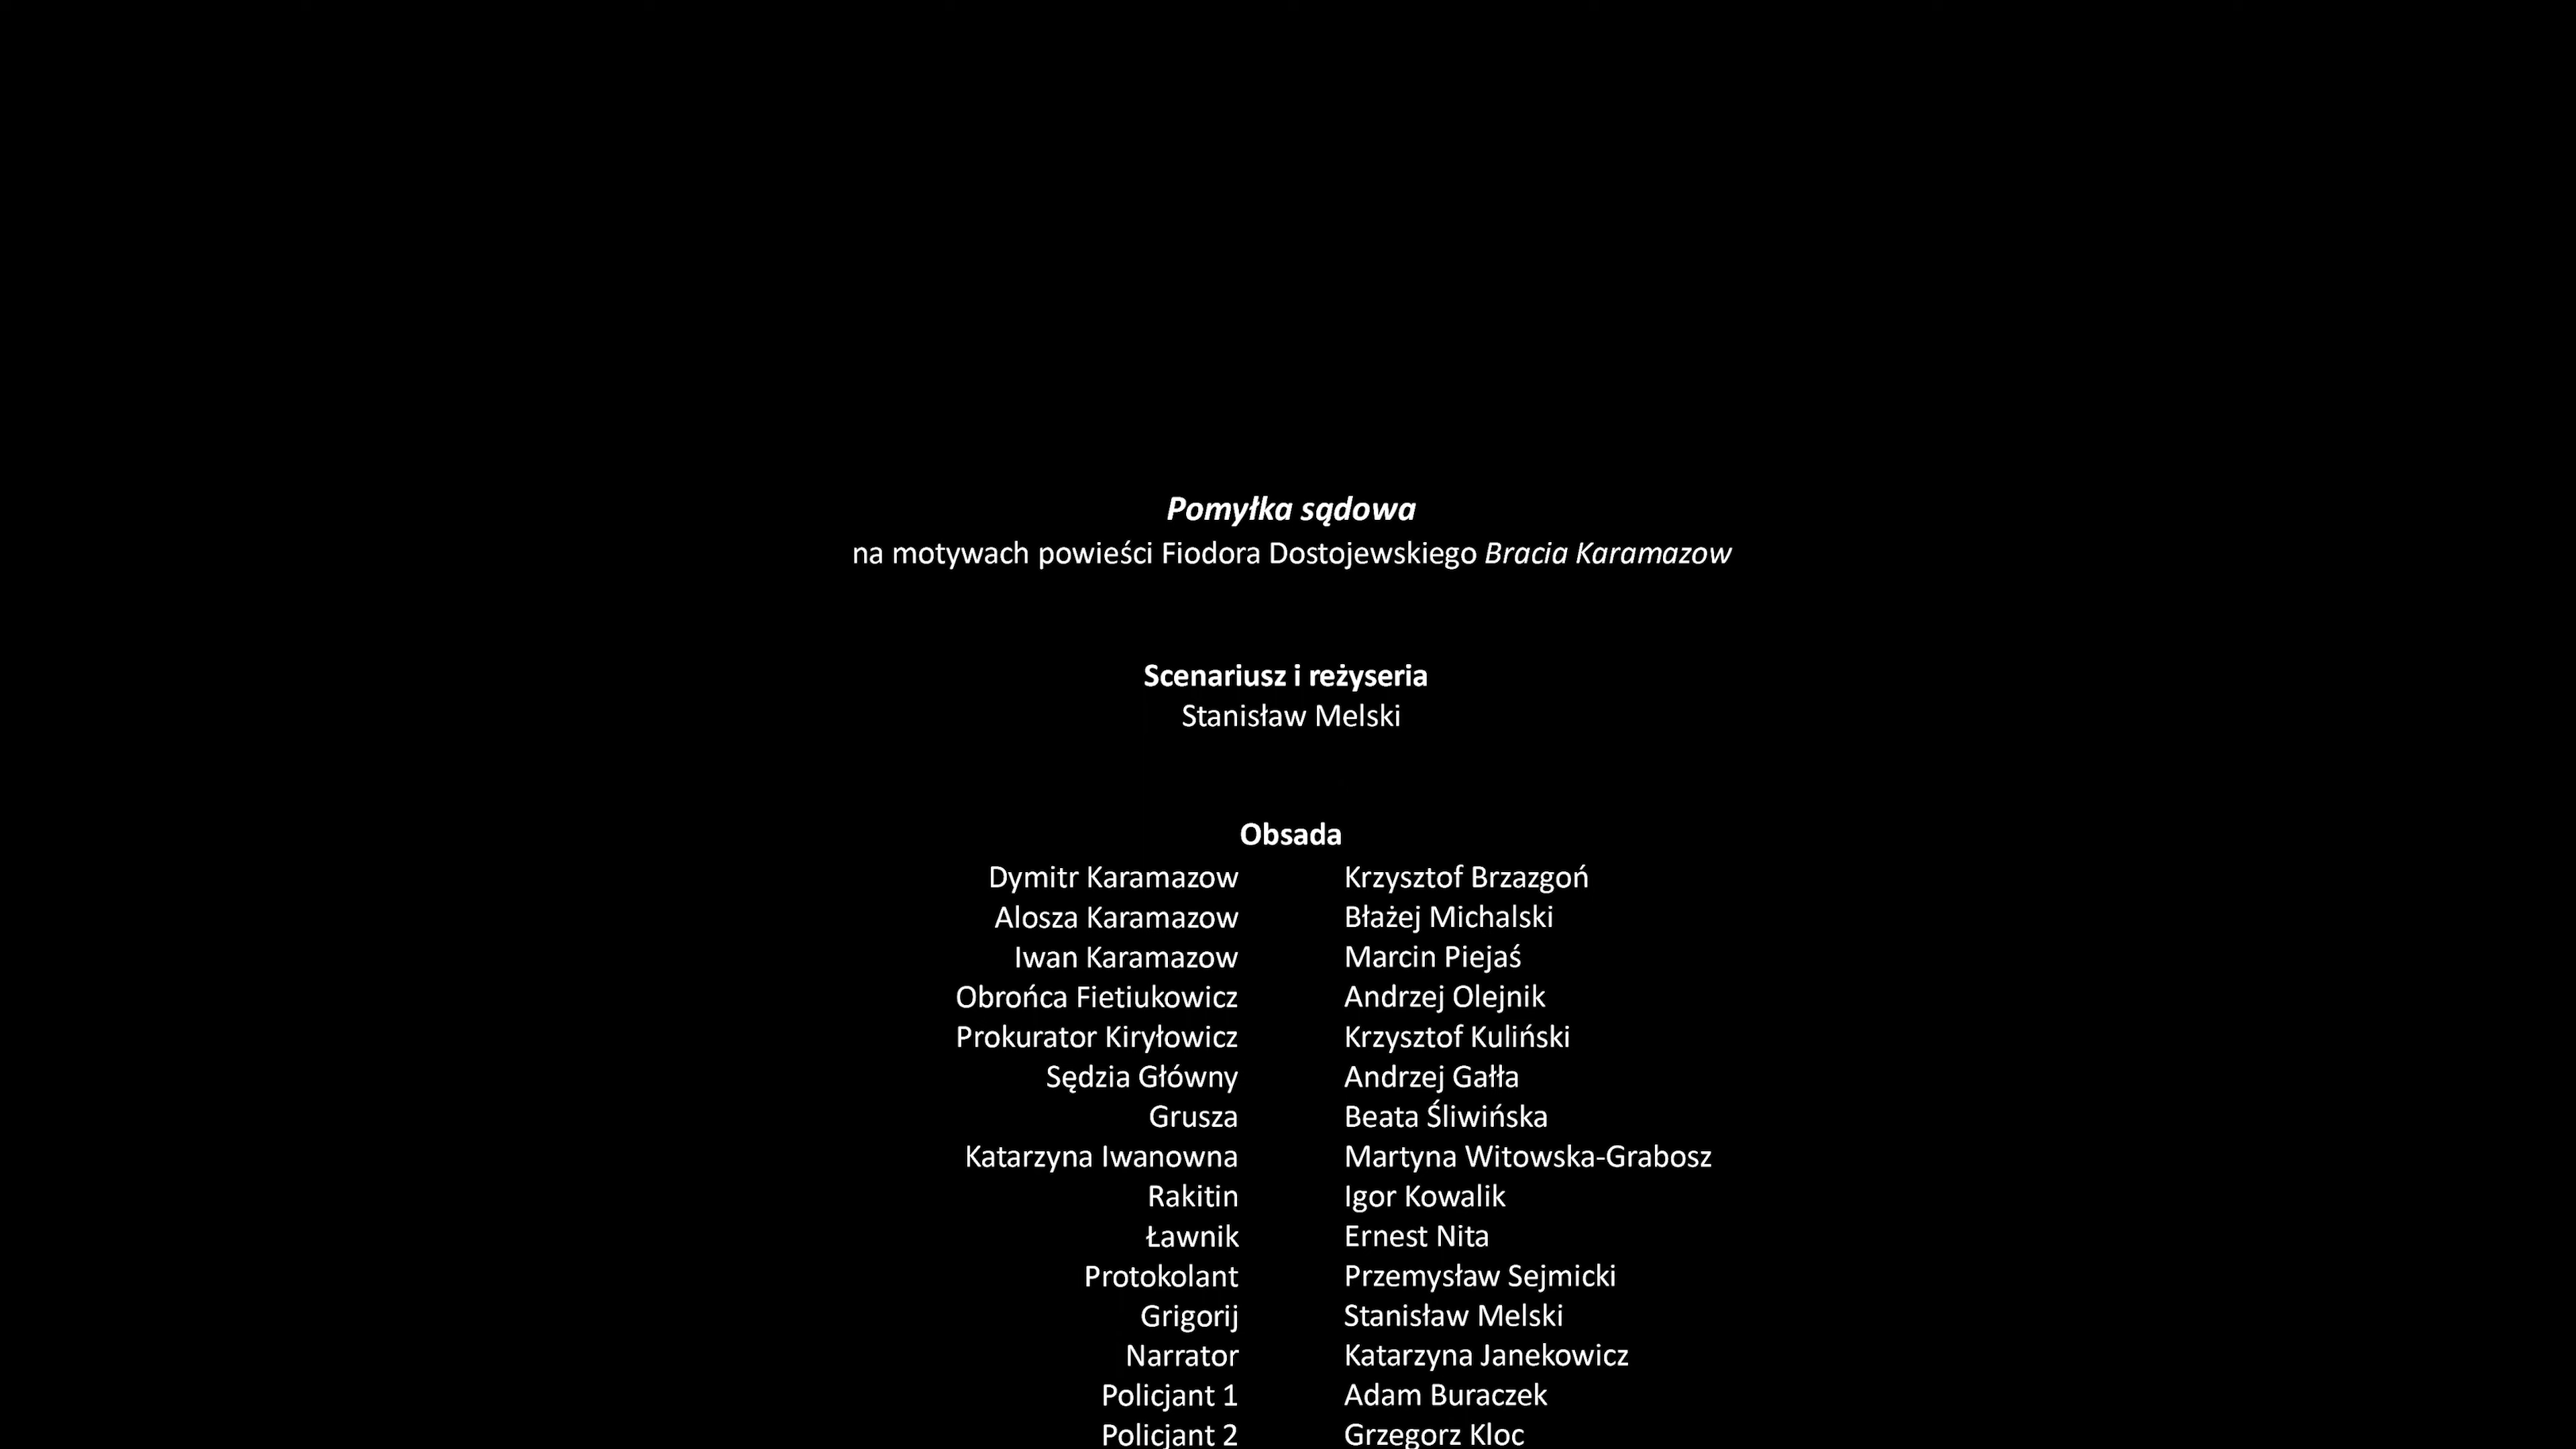 Pomyłka sądowa
na motywach powieści Fiodora Dostojewskiego Bracia Karamazow
Scenariusz i reżyseria
Stanisław Melski
Obsada
Dymitr Karamazow Krzysztof Brzazgoń
Alosza Karamazow Błażej Michalski
Iwan Karamazow Marcin Piejaś
Obrońca Fietiukowicz Andrzej Olejnik
Prokurator Kiryłowicz Krzysztof Kuliński
Sędzia Główny Andrzej Gałła
Grusza Beata Śliwińska
Katarzyna Iwanowna Martyna Witowska-Grabosz
Rakitin Igor Kowalik
Ławnik Ernest Nita
Protokolant Przemysław Sejmicki
Grigorij Stanisław Melski
Narrator Katarzyna Janekowicz
Policjant 1 Adam Buraczek
Policjant 2 Grzegorz Kloc